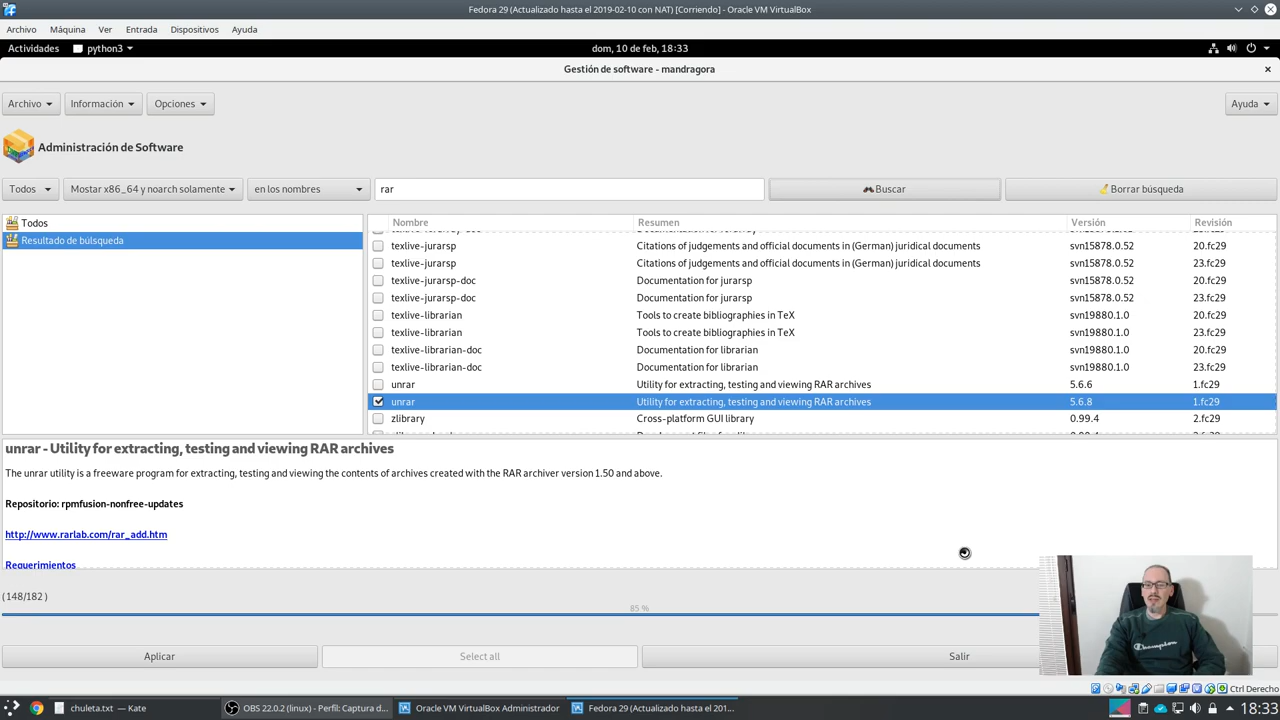 Fedora 29 (Actualizado hasta el 2019-02-10 con NAT) [Corriendo] - Oracle VM VirtualBox
Archivo Máquina Ver Entrada Dispositivos Ayuda
Actividades python3 dom, 10 de feb, 18:33
Gestión de software - mandragora
Archivo Información Opciones Ayuda
Administración de Software
Todos Mostar x86_64 y noarch solamente en los nombres rar Buscar Borrar búsqueda
Todos
Resultado de búlsqueda
Nombre Resumen Versión Revisión
texlive-jurarsp Citations of judgements and official documents in (German) juridical documents svn15878.0.52 20.fc29
texlive-jurarsp Citations of judgements and official documents in (German) juridical documents svn15878.0.52 23.fc29
texlive-jurarsp-doc Documentation for jurarsp svn15878.0.52 20.fc29
texlive-jurarsp-doc Documentation for jurarsp svn15878.0.52 23.fc29
texlive-librarian Tools to create bibliographies in TeX svn19880.1.0 20.fc29
texlive-librarian Tools to create bibliographies in TeX svn19880.1.0 23.fc29
texlive-librarian-doc Documentation for librarian svn19880.1.0 20.fc29
texlive-librarian-doc Documentation for librarian svn19880.1.0 23.fc29
unrar Utility for extracting, testing and viewing RAR archives 5.6.6 1.fc29
unrar Utility for extracting, testing and viewing RAR archives 5.6.8 1.fc29
zlibrary Cross-platform GUI library 0.99.4 2.fc29
unrar - Utility for extracting, testing and viewing RAR archives
The unrar utility is a freeware program for extracting, testing and viewing the contents of archives created with the RAR archiver version 1.50 and above.
Repositorio: rpmfusion-nonfree-updates
http://www.rarlab.com/rar_add.htm
Requerimientos
(148/182 )
85 %
Aplicar Select all Salir
Champion
Ctrl Derecho
chuleta.txt — Kate OBS 22.0.2 (linux) - Perfil: Captura d... Oracle VM VirtualBox Administrador Fedora 29 (Actualizado hasta el 201... 18:33